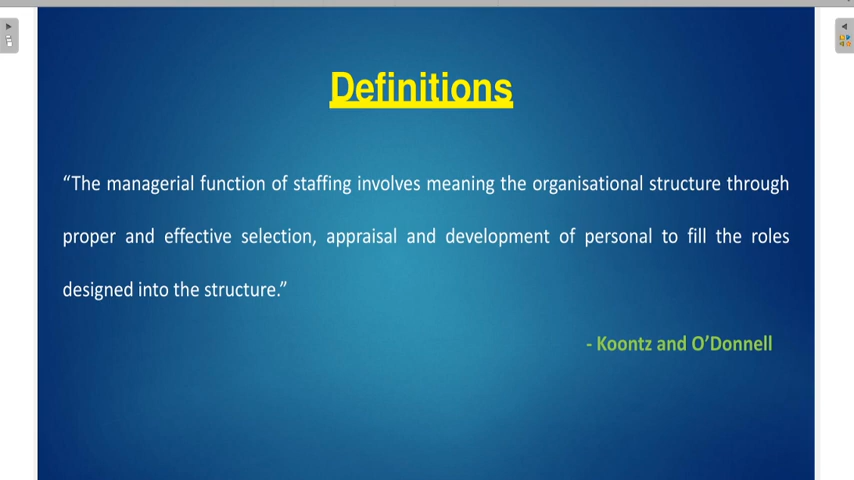 Definitions
“The managerial function of staffing involves meaning the organisational structure through
proper and effective selection, appraisal and development of personal to fill the roles
designed into the structure.”
- Koontz and O’Donnell